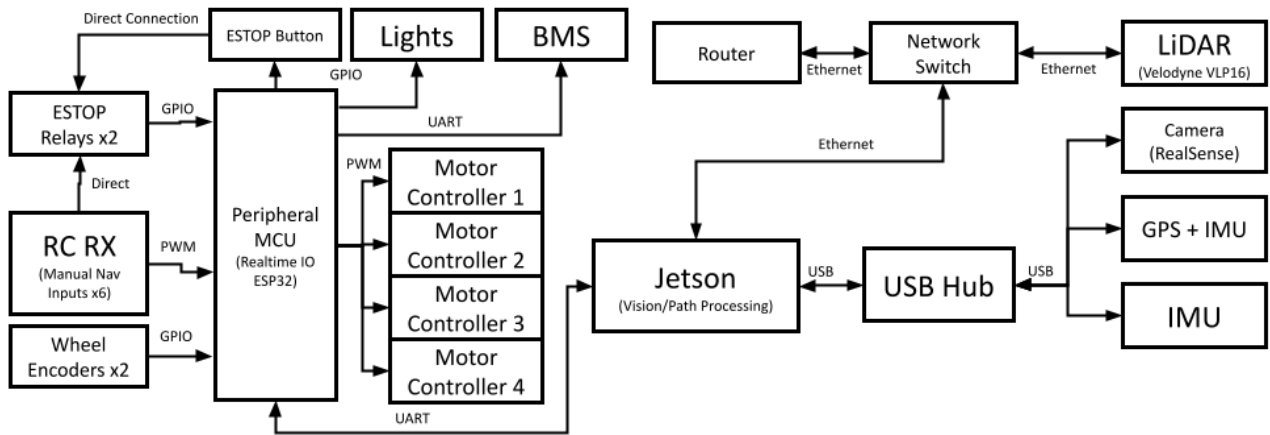 Direct Connection
ESTOP Button
Lights
BMS
GPIO
UART
ESTOP
Relays x2
GPIO
Direct
RC RX
(Manual Nav
Inputs x6)
PWM
Wheel
Encoders x2
GPIO
Peripheral
MCU
(Realtime IO
ESP32)
PWM
Motor
Controller 1
Motor
Controller 2
Motor
Controller 3
Motor
Controller 4
UART
Router
Ethernet
Network
Switch
Ethernet
LiDAR
(Velodyne VLP16)
Ethernet
Jetson
(Vision/Path Processing)
USB
USB Hub
USB
Camera
(RealSense)
GPS + IMU
IMU